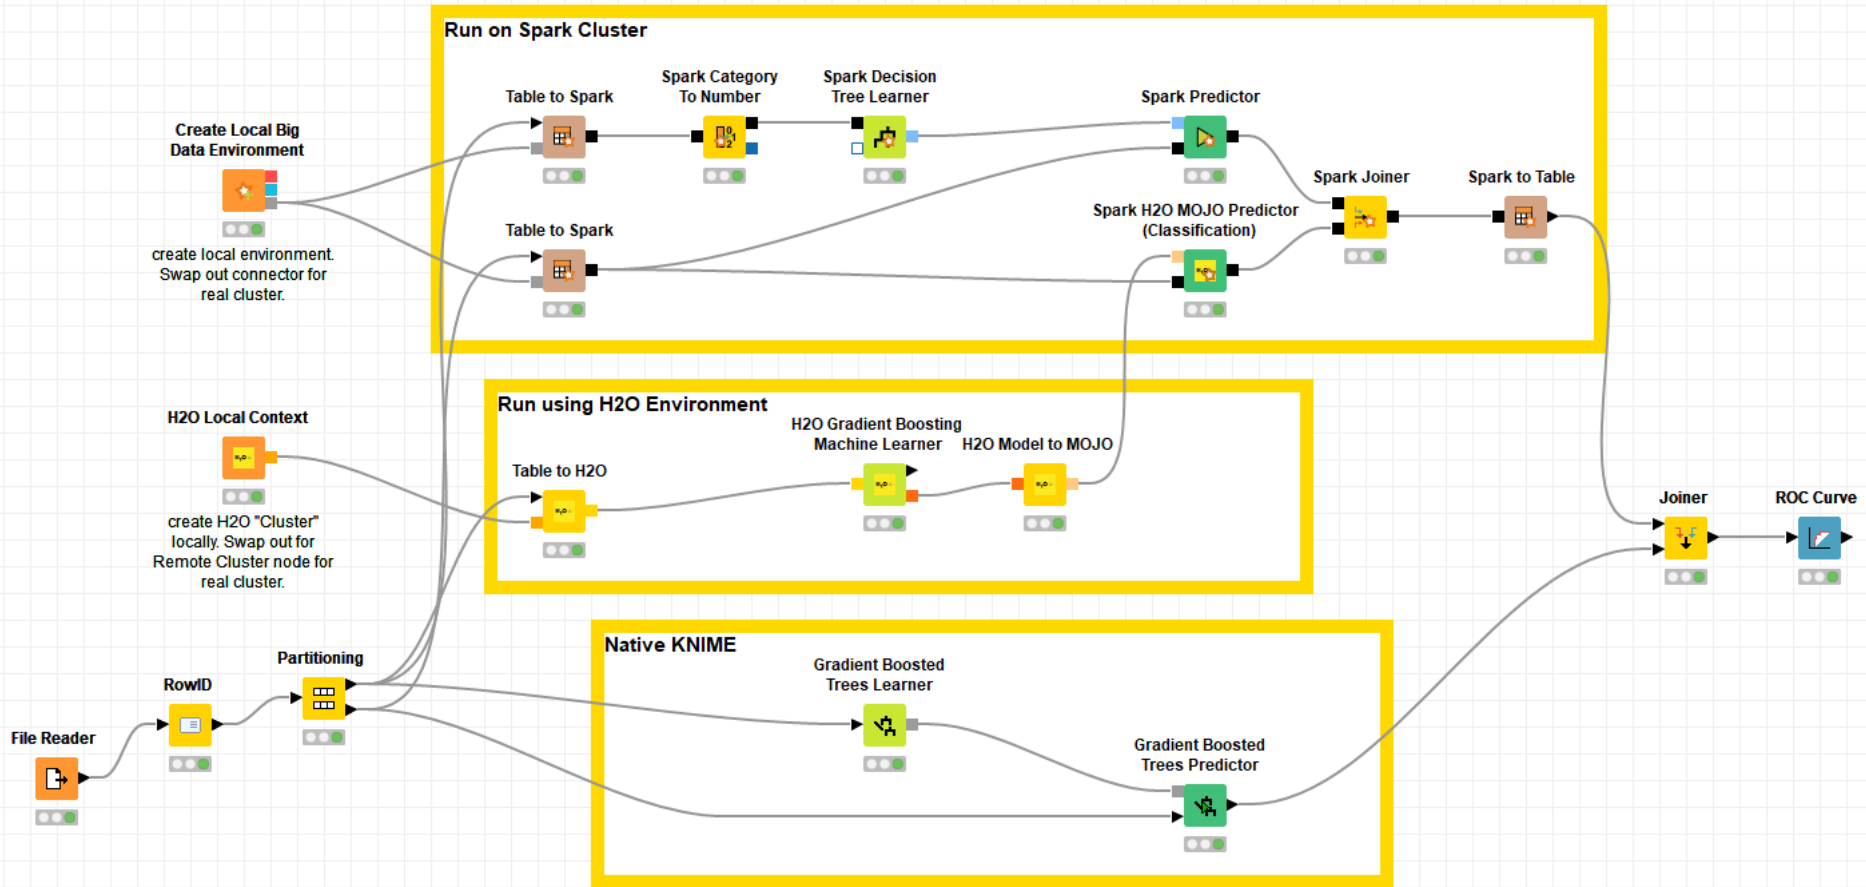 Run on Spark Cluster
Table to Spark
Spark Category
To Number
Spark Decision
Tree Learner
Spark Predictor
Create Local Big
Data Environment
create local environment.
Swap out connector for
real cluster.
Table to Spark
Spark H2O MOJO Predictor
(Classification)
Spark Joiner
Spark to Table
Run using H2O Environment
H2O Local Context
create H2O "Cluster"
locally. Swap out for
Remote Cluster node for
real cluster.
Table to H2O
H2O Gradient Boosting
Machine Learner
H2O Model to MOJO
Joiner
ROC Curve
Native KNIME
File Reader
RowID
Partitioning
Gradient Boosted
Trees Learner
Gradient Boosted
Trees Predictor